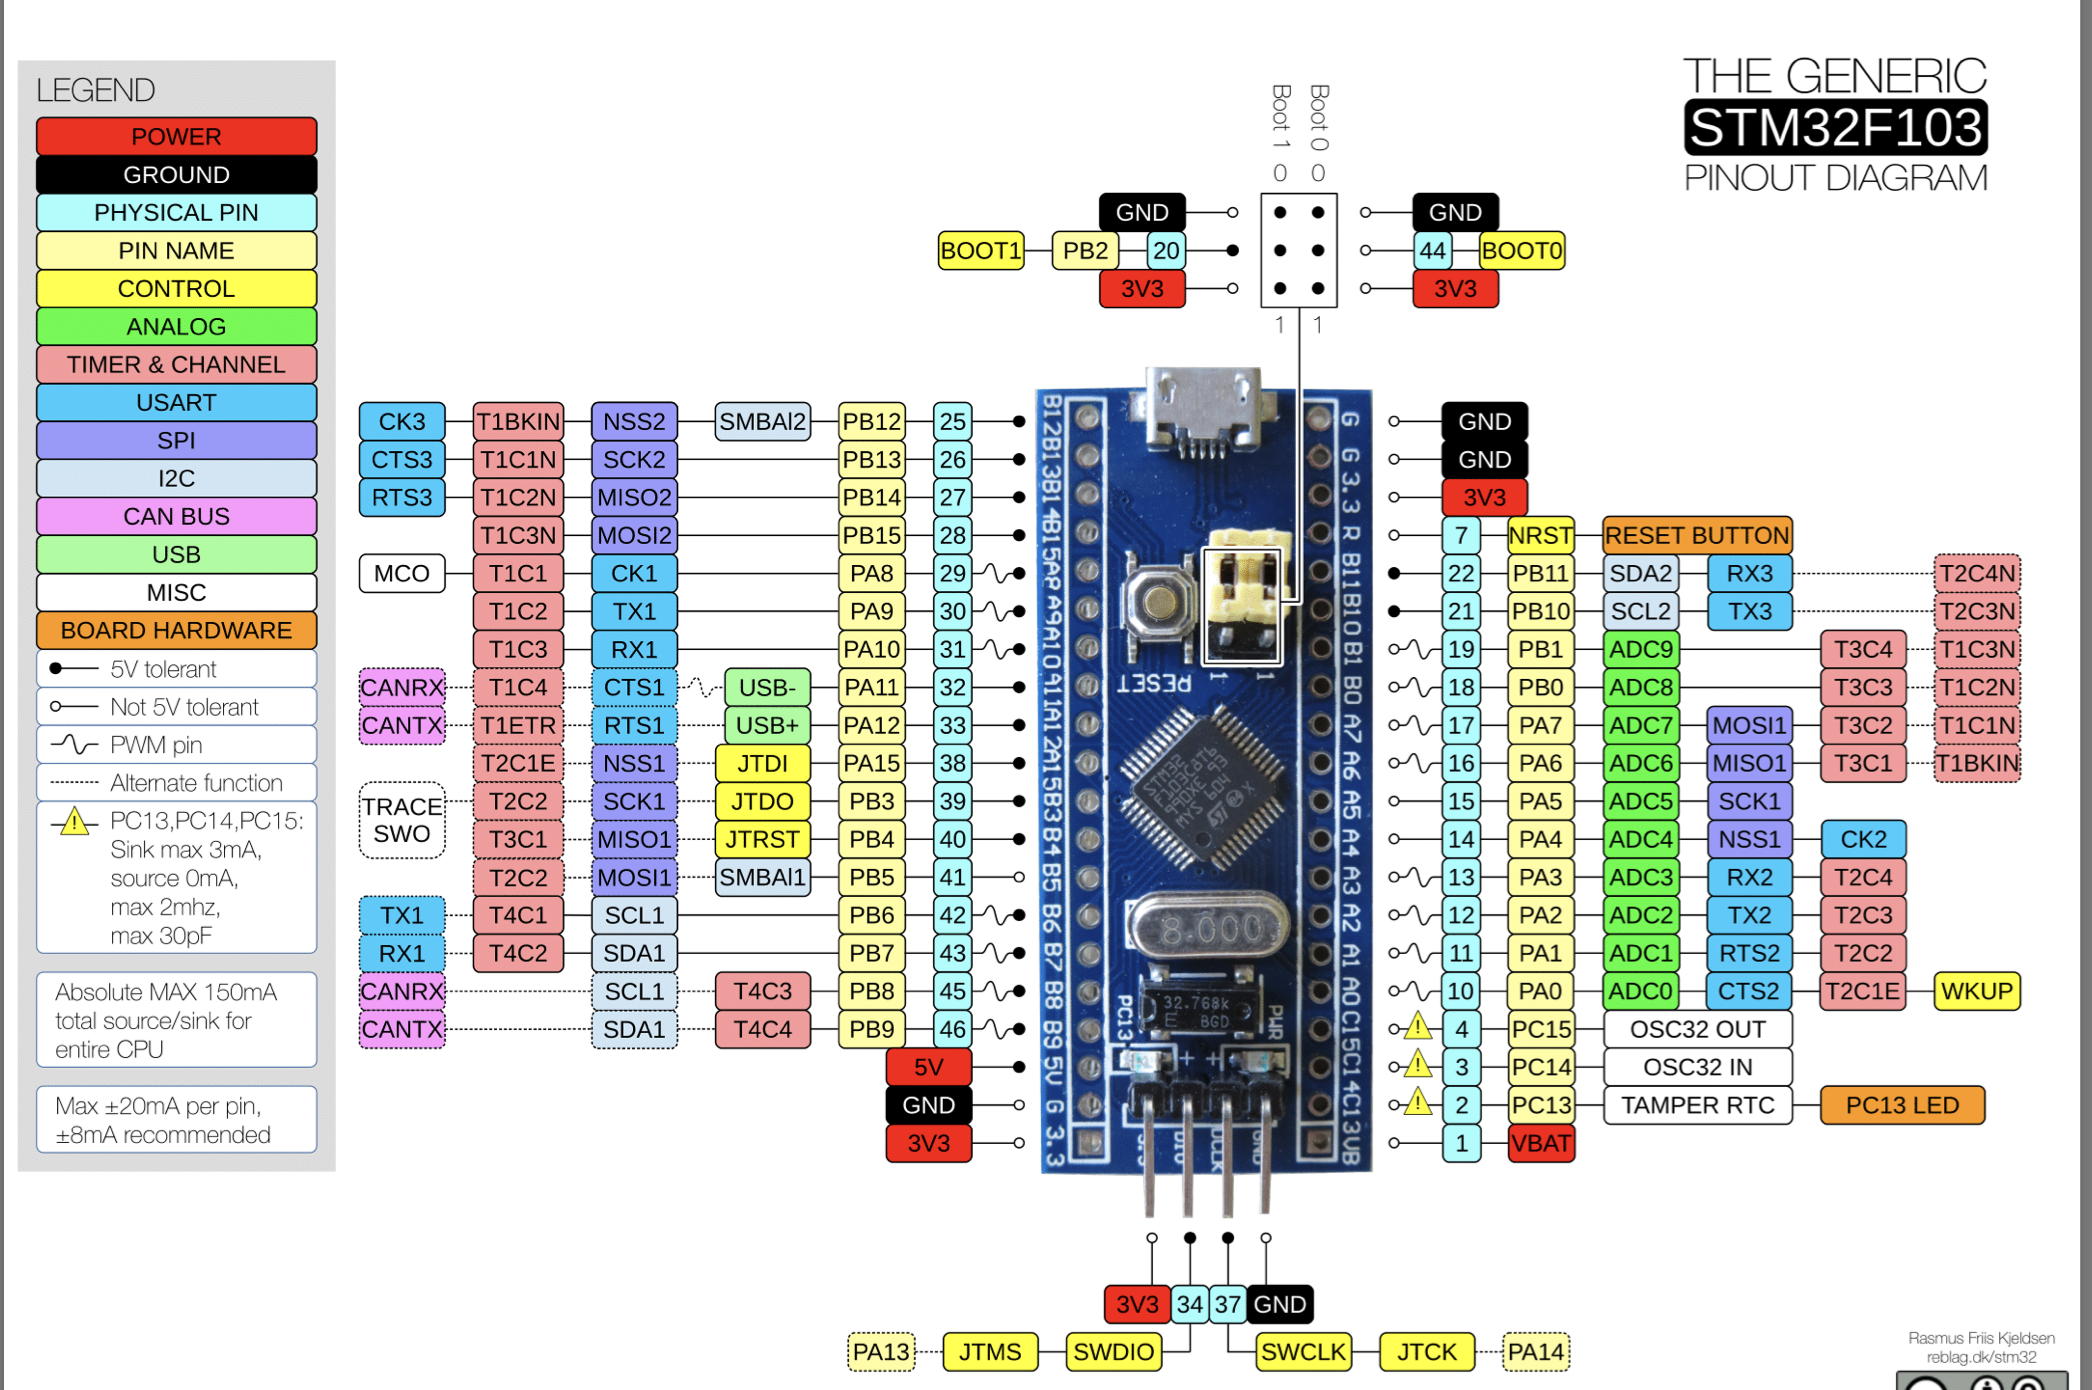 LEGEND
POWER
GROUND
PHYSICAL PIN
PIN NAME
CONTROL
ANALOG
TIMER & CHANNEL
USART
SPI
I2C
CAN BUS
USB
MISC
BOARD HARDWARE
5V tolerant
Not 5V tolerant
PWM pin
Alternate function
PC13,PC14,PC15:
Sink max 3mA,
source 0mA,
max 2mhz,
max 30pF
Absolute MAX 150mA
total source/sink for
entire CPU
Max ±20mA per pin,
±8mA recommended
THE GENERIC
STM32F103
PINOUT DIAGRAM
Boot 1 Boot 0
0 0
GND GND
BOOT1 PB2 20 44 BOOT0
3V3 3V3
1 1
CK3 T1BKIN NSS2 SMBAI2 PB12 25
CTS3 T1C1N SCK2 PB13 26
RTS3 T1C2N MISO2 PB14 27
T1C3N MOSI2 PB15 28
MCO T1C1 CK1 PA8 29
T1C2 TX1 PA9 30
T1C3 RX1 PA10 31
CANRX T1C4 CTS1 USB- PA11 32
CANTX T1ETR RTS1 USB+ PA12 33
T2C1E NSS1 JTDI PA15 38
TRACE
SWO
T2C2 SCK1 JTDO PB3 39
T3C1 MISO1 JTRST PB4 40
T2C2 MOSI1 SMBAI1 PB5 41
TX1 T4C1 SCL1 PB6 42
RX1 T4C2 SDA1 PB7 43
CANRX SCL1 T4C3 PB8 45
CANTX SDA1 T4C4 PB9 46
5V
GND
3V3
B12 B13 B14 B15 A8 A9 A10 A11 A12 A15 B3 B4 B5 B6 B7 B8 B9 5V G 3.3
RESET
1 1
8.000
32.768k
BGD
PC13
PWR
G G 3.3 R B11 B10 B1 B0 A7 A6 A5 A4 A3 A2 A1 A0 C15 C14 C13 VB
GND
GND
3V3
7 NRST RESET BUTTON
22 PB11 SDA2 RX3 T2C4N
21 PB10 SCL2 TX3 T2C3N
19 PB1 ADC9 T3C4 T1C3N
18 PB0 ADC8 T3C3 T1C2N
17 PA7 ADC7 MOSI1 T3C2 T1C1N
16 PA6 ADC6 MISO1 T3C1 T1BKIN
15 PA5 ADC5 SCK1
14 PA4 ADC4 NSS1 CK2
13 PA3 ADC3 RX2 T2C4
12 PA2 ADC2 TX2 T2C3
11 PA1 ADC1 RTS2 T2C2
10 PA0 ADC0 CTS2 T2C1E WKUP
4 PC15 OSC32 OUT
3 PC14 OSC32 IN
2 PC13 TAMPER RTC PC13 LED
1 VBAT
3V3 34 37 GND
PA13 JTMS SWDIO SWCLK JTCK PA14
Rasmus Friis Kjeldsen
reblag.dk/stm32